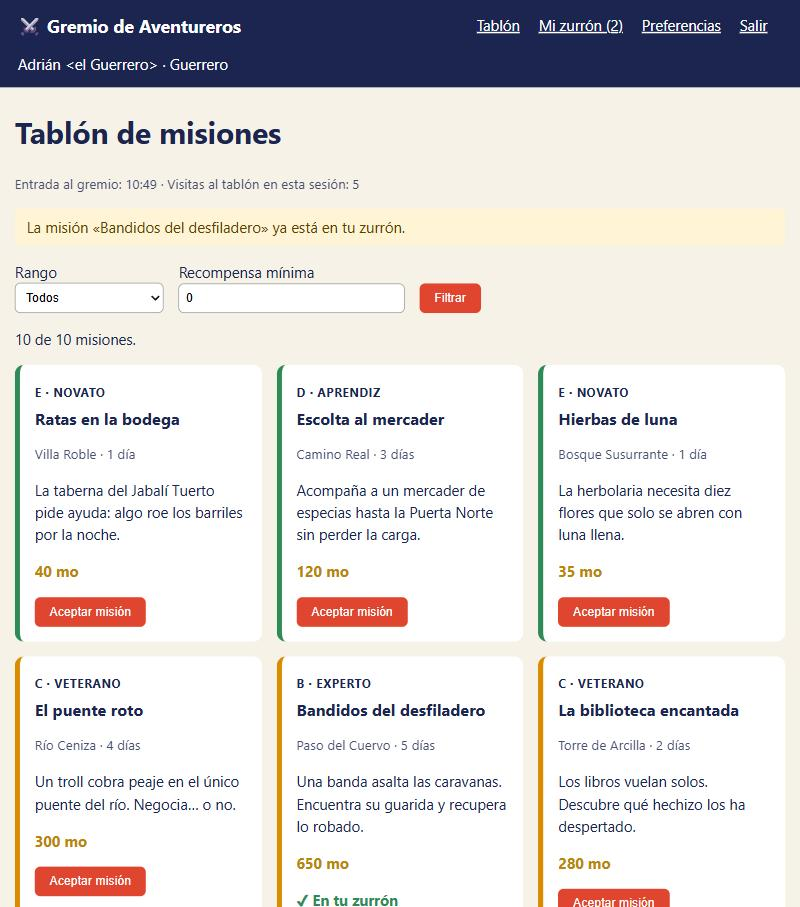 ⚔ Gremio de Aventureros
Tablón Mi zurrón (2) Preferencias Salir
Adrián <el Guerrero> · Guerrero
Tablón de misiones
Entrada al gremio: 10:49 · Visitas al tablón en esta sesión: 5
La misión «Bandidos del desfiladero» ya está en tu zurrón.
Rango
Todos
Recompensa mínima
0
Filtrar
10 de 10 misiones.
E · NOVATO
Ratas en la bodega
Villa Roble · 1 día
La taberna del Jabalí Tuerto
pide ayuda: algo roe los barriles
por la noche.
40 mo
Aceptar misión
D · APRENDIZ
Escolta al mercader
Camino Real · 3 días
Acompaña a un mercader de
especias hasta la Puerta Norte
sin perder la carga.
120 mo
Aceptar misión
E · NOVATO
Hierbas de luna
Bosque Susurrante · 1 día
La herbolaria necesita diez
flores que solo se abren con
luna llena.
35 mo
Aceptar misión
C · VETERANO
El puente roto
Río Ceniza · 4 días
Un troll cobra peaje en el único
puente del río. Negocia... o no.
300 mo
Aceptar misión
B · EXPERTO
Bandidos del desfiladero
Paso del Cuervo · 5 días
Una banda asalta las caravanas.
Encuentra su guarida y recupera
lo robado.
650 mo
✓ En tu zurrón
C · VETERANO
La biblioteca encantada
Torre de Arcilla · 2 días
Los libros vuelan solos.
Descubre qué hechizo los ha
despertado.
280 mo
Aceptar misión